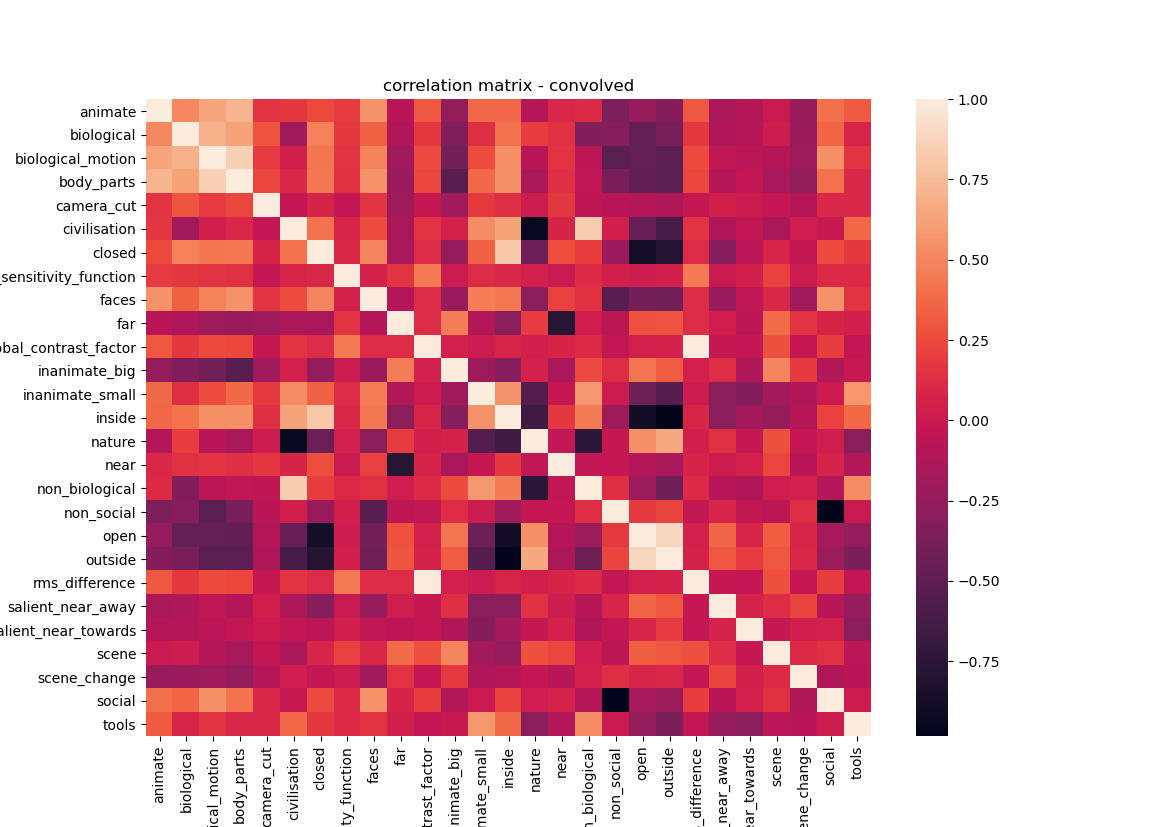 correlation matrix - convolved
animate
biological
biological_motion
body_parts
camera_cut
civilisation
closed
_sensitivity_function
faces
far
obal_contrast_factor
inanimate_big
inanimate_small
inside
nature
near
non_biological
non_social
open
outside
rms_difference
salient_near_away
alient_near_towards
scene
scene_change
social
tools
animate
biological
ical_motion
body_parts
camera_cut
civilisation
closed
ty_function
faces
far
trast_factor
nimate_big
mate_small
inside
nature
near
n_biological
non_social
open
outside
_difference
_near_away
ear_towards
scene
ene_change
social
tools
1.00
0.75
0.50
0.25
0.00
−0.25
−0.50
−0.75